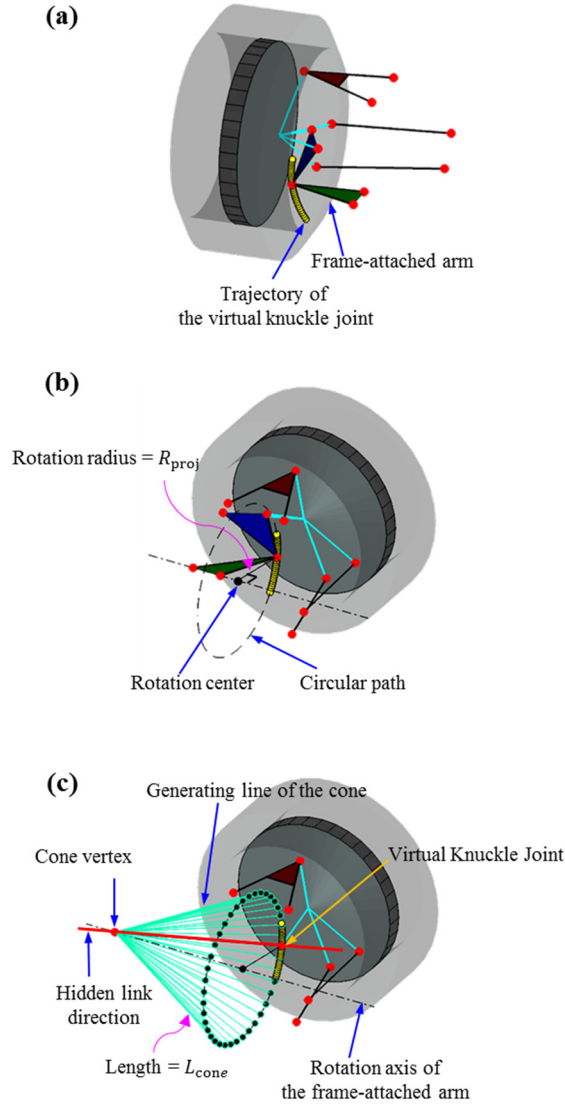 (a)
Frame-attached arm
Trajectory of
the virtual knuckle joint
(b)
Rotation radius = R_proj
Rotation center
Circular path
(c)
Generating line of the cone
Cone vertex
Virtual Knuckle Joint
Hidden link
direction
Length = L_cone
Rotation axis of
the frame-attached arm